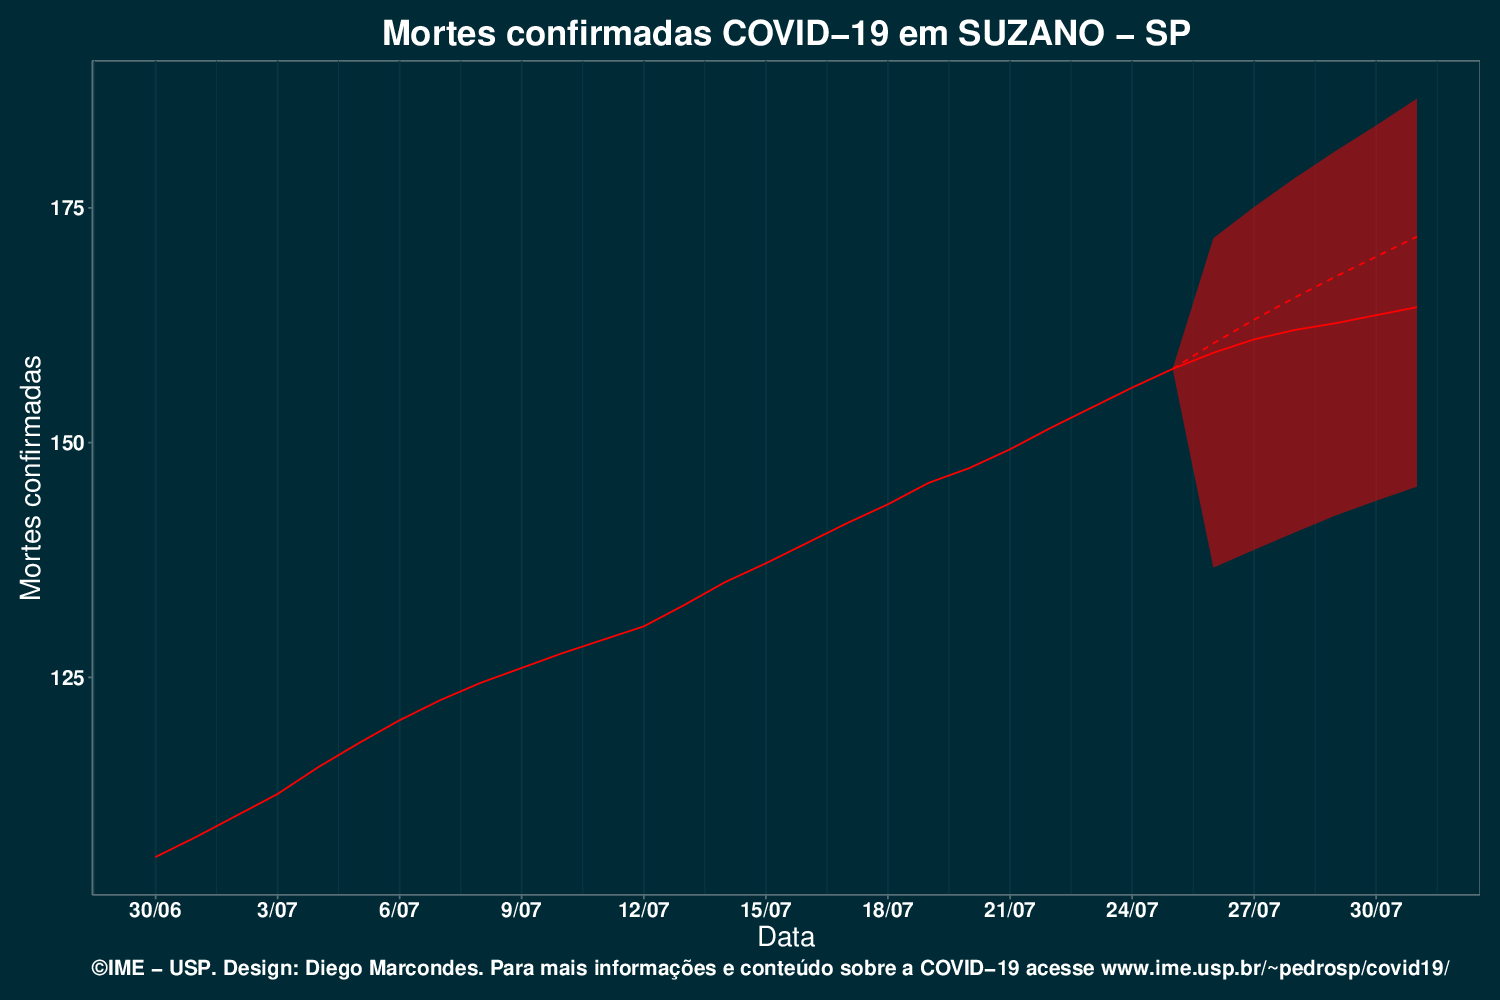 Mortes confirmadas COVID−19 em SUZANO − SP
Mortes confirmadas
175
150
125
30/06 3/07 6/07 9/07 12/07 15/07 18/07 21/07 24/07 27/07 30/07
Data
©IME − USP. Design: Diego Marcondes. Para mais informações e conteúdo sobre a COVID−19 acesse www.ime.usp.br/~pedrosp/covid19/